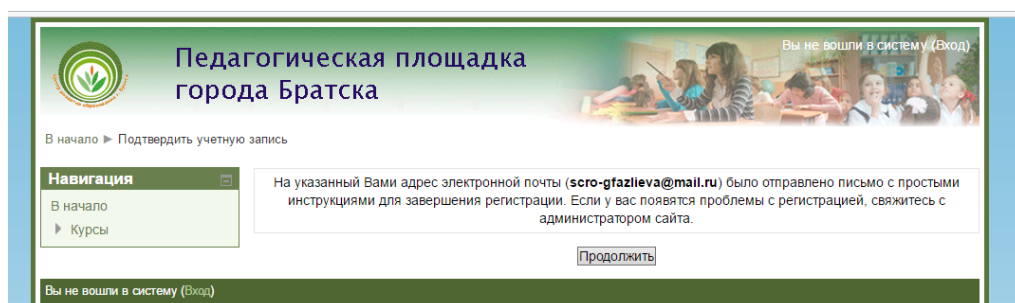 Педагогическая площадка
города Братска
Вы не вошли в систему (Вход)
В начало ► Подтвердить учетную запись
Навигация
В начало
Курсы
На указанный Вами адрес электронной почты (scro-gfazlieva@mail.ru) было отправлено письмо с простыми
инструкциями для завершения регистрации. Если у вас появятся проблемы с регистрацией, свяжитесь с
администратором сайта.
Продолжить
Вы не вошли в систему (Вход)